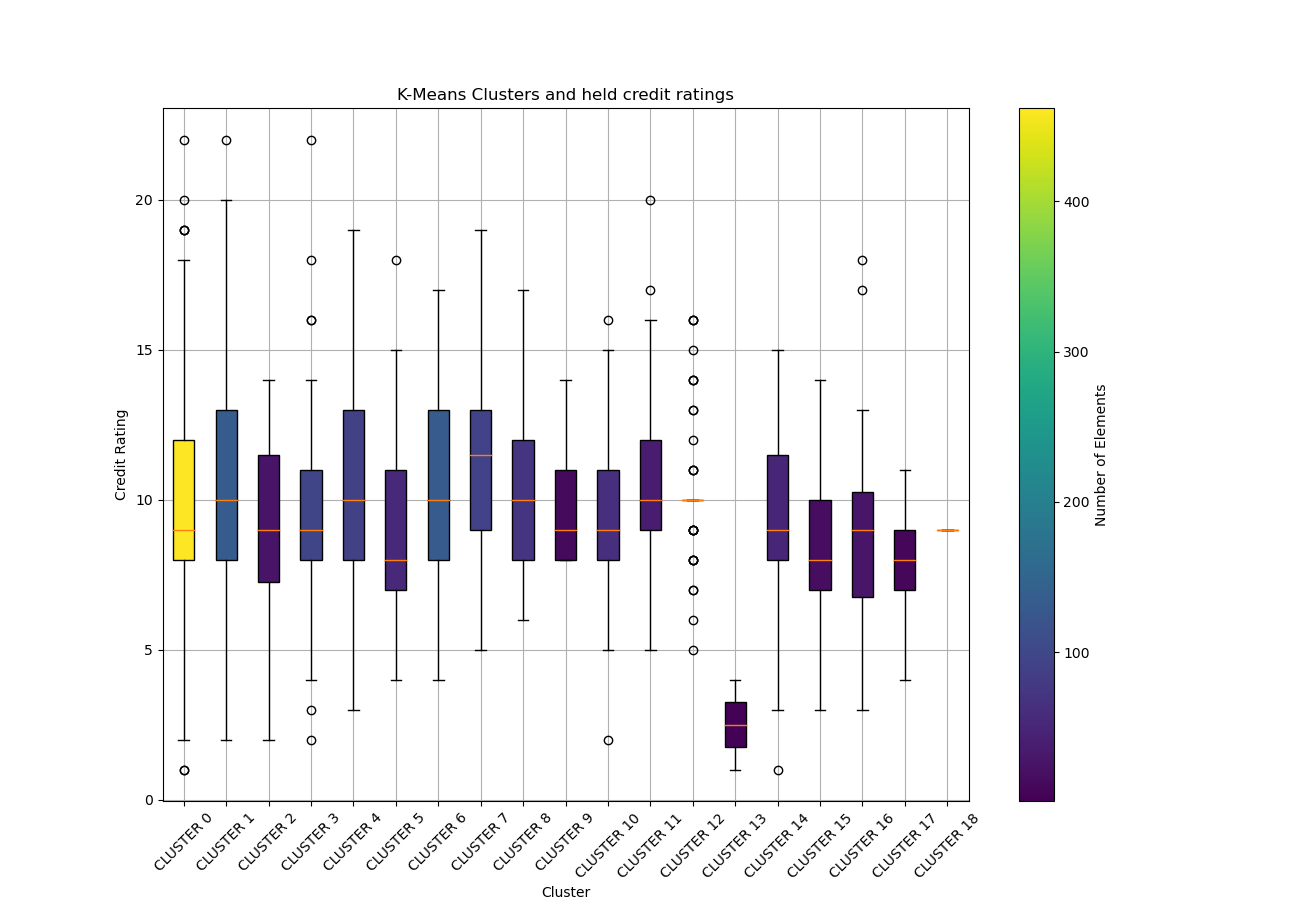 K-Means Clusters and held credit ratings
Credit Rating
20
15
10
5
0
CLUSTER 0
CLUSTER 1
CLUSTER 2
CLUSTER 3
CLUSTER 4
CLUSTER 5
CLUSTER 6
CLUSTER 7
CLUSTER 8
CLUSTER 9
CLUSTER 10
CLUSTER 11
CLUSTER 12
CLUSTER 13
CLUSTER 14
CLUSTER 15
CLUSTER 16
CLUSTER 17
CLUSTER 18
Cluster
400
300
200
100
Number of Elements